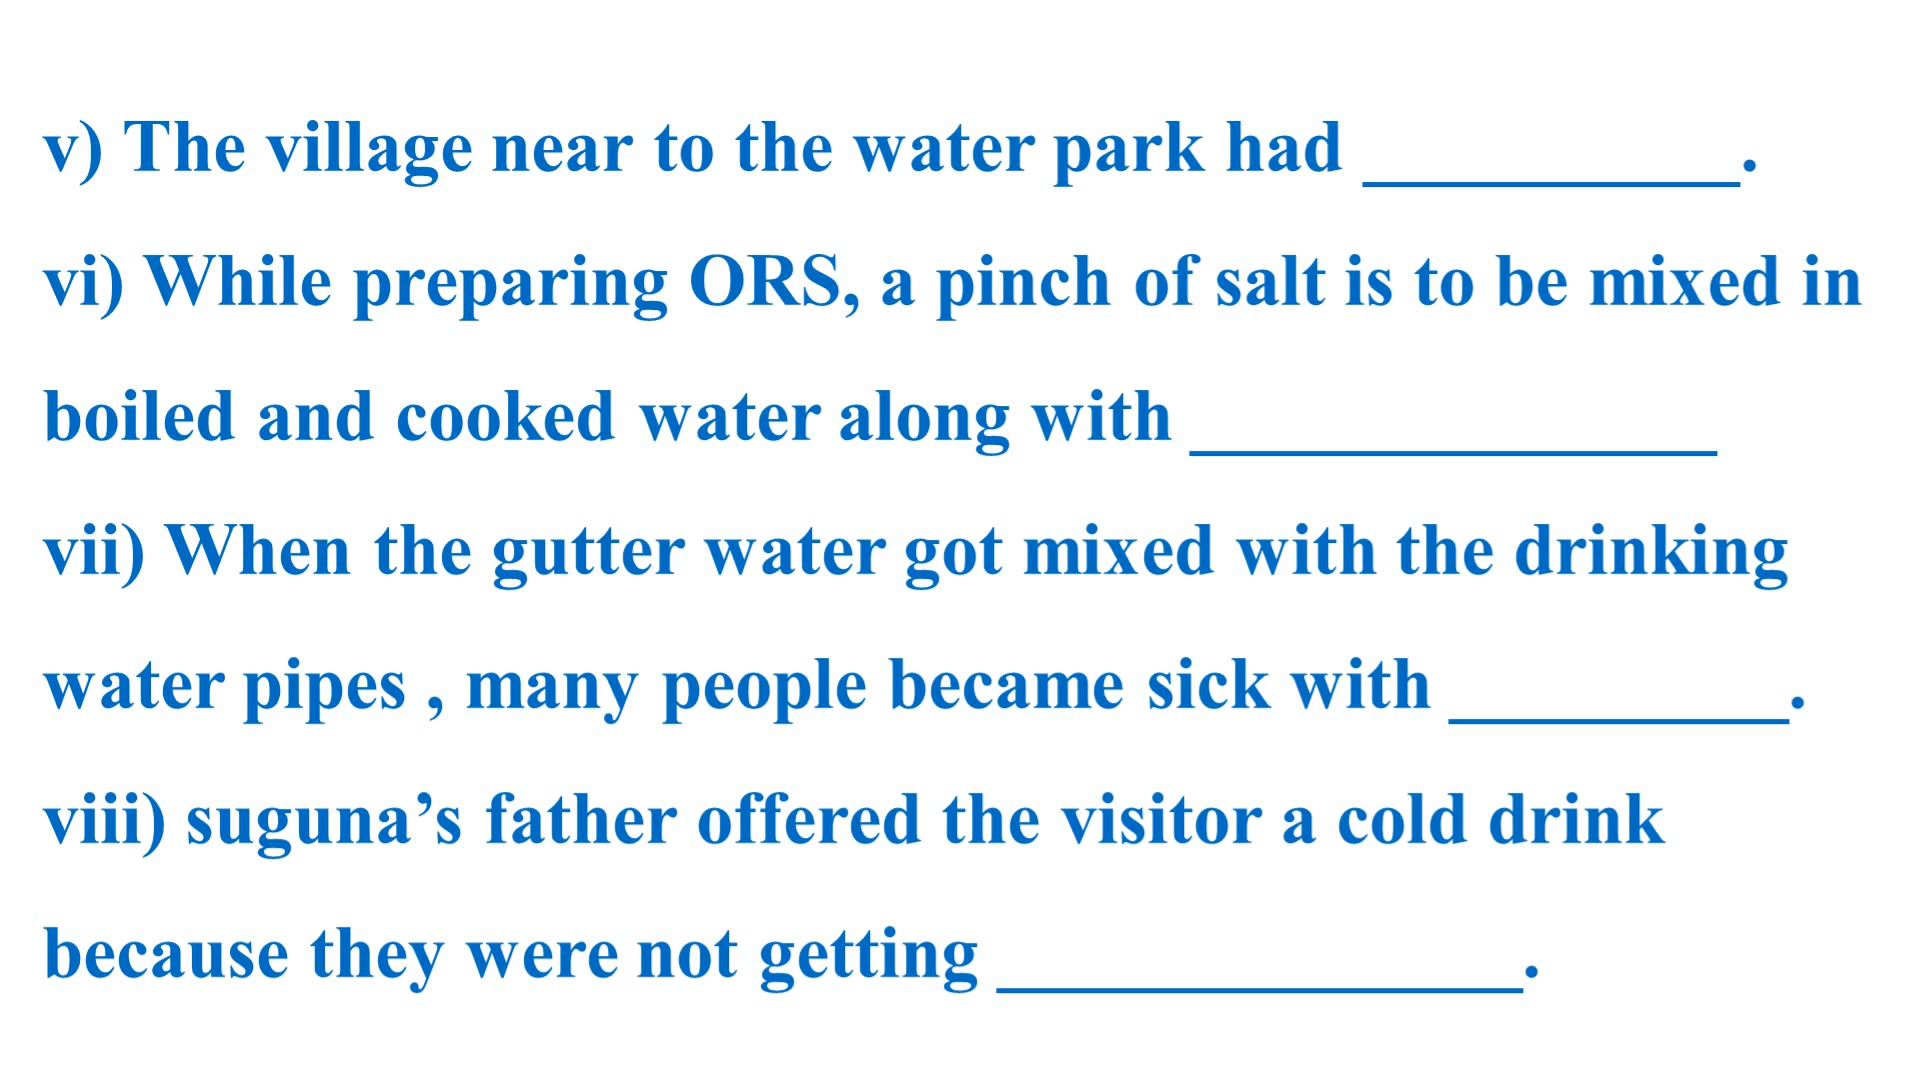 v) The village near to the water park had ___________.
vi) While preparing ORS, a pinch of salt is to be mixed in
boiled and cooked water along with ______________
vii) When the gutter water got mixed with the drinking
water pipes , many people became sick with _________.
viii) suguna’s father offered the visitor a cold drink
because they were not getting ______________.